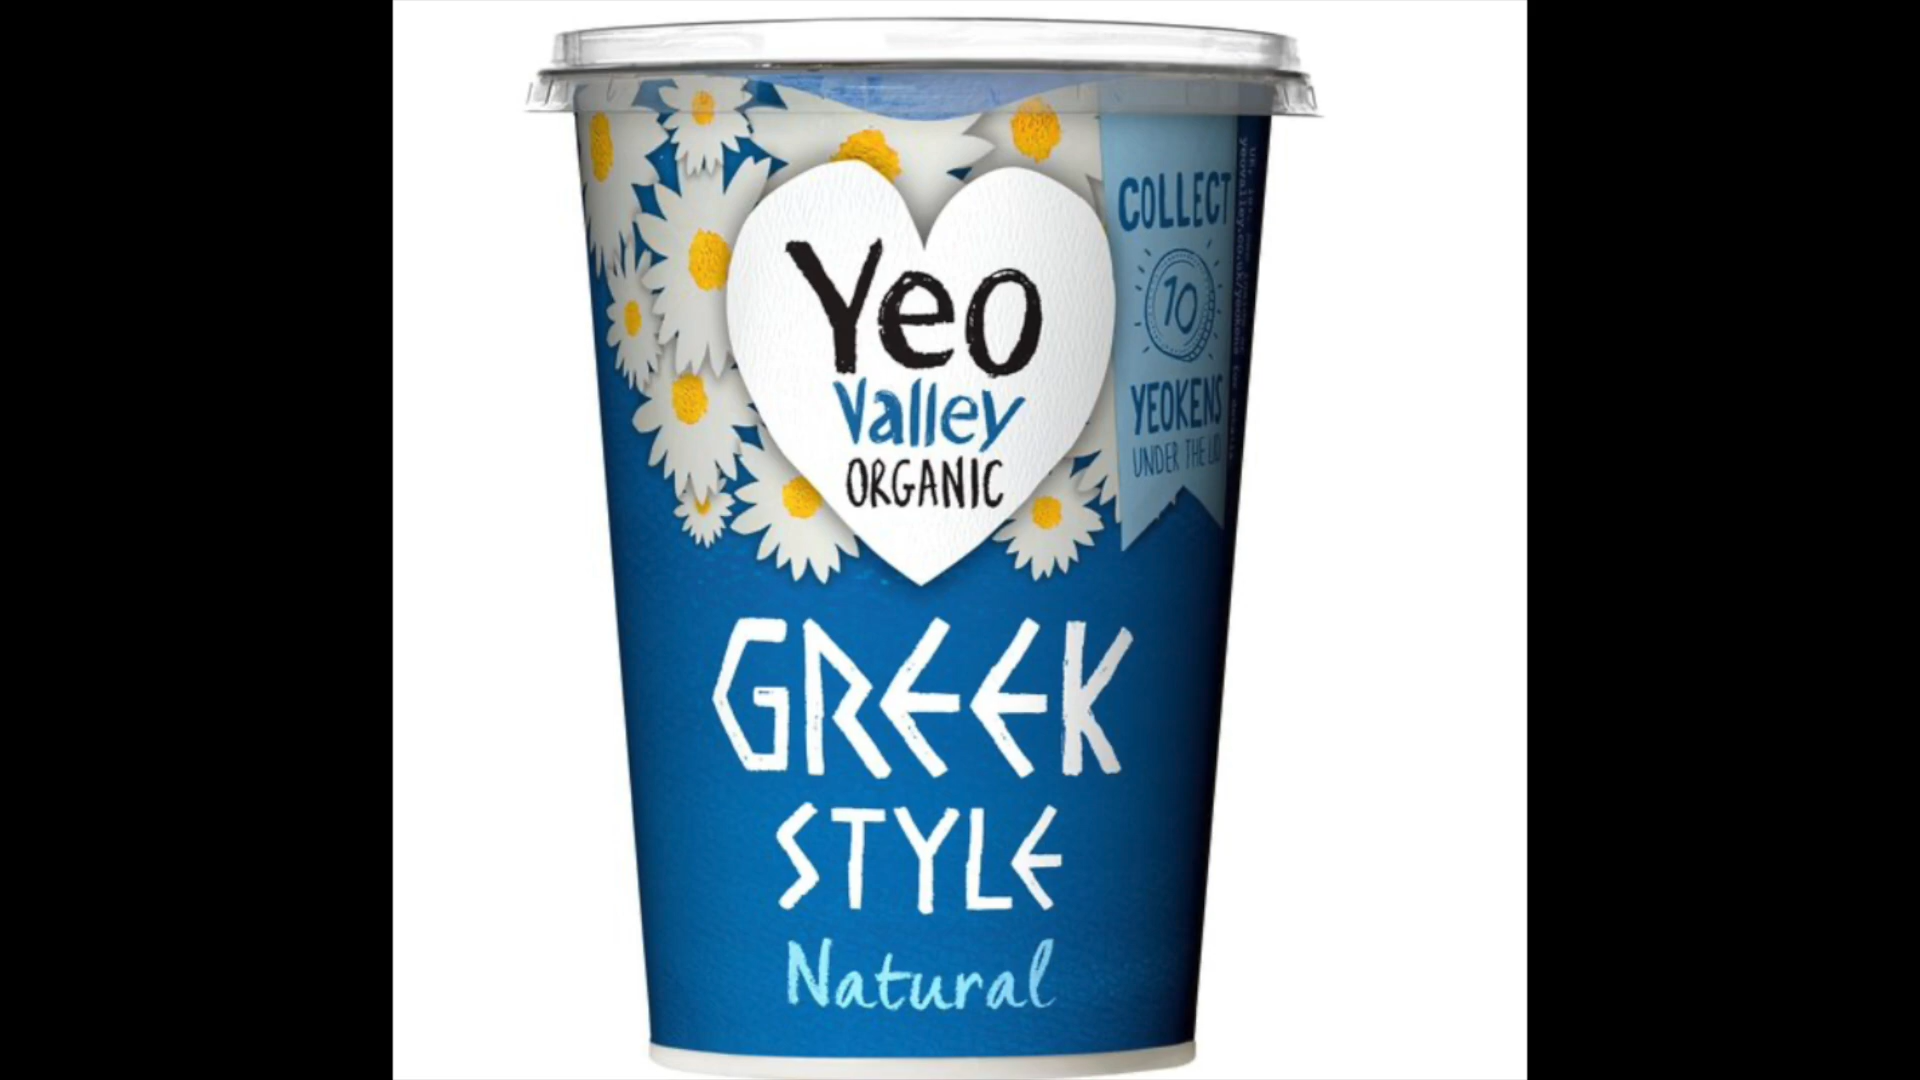 Yeo
Valley
ORGANIC
COLLECT
10
YEOKENS
UNDER THE LID
GREEK
STYLE
Natural